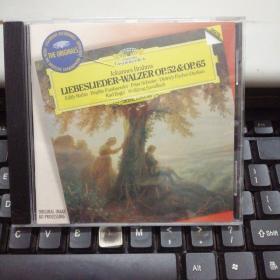 THE ORIGINALS
Johannes Brahms
LIEBESLIEDER-WALZER OP. 52 & OP. 65
Edith Mathis · Brigitte Fassbaender · Peter Schreier · Dietrich Fischer-Dieskau
Karl Engel · Wolfgang Sawallisch
ORIGINAL-IMAGE
BIT-PROCESSING